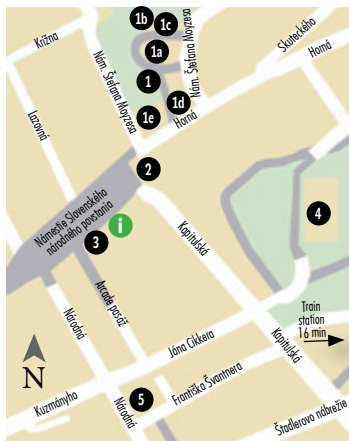 1b
1c
Krížna
Nám. Štefana Moyzesa
1a
Nám. Štefana Moyzesa
Skuteckého
Horná
1
1d
1e
Horná
Lazovná
2
Námestie Slovenského
národného povstania
i
3
Kapitulská
4
Arcade pasáž
Národná
Train
station
16 min
N
Jána Cikkera
Kapitulská
Kuzmányho
Národná
5
Františka Švantnera
Štadlerovo nábrežie